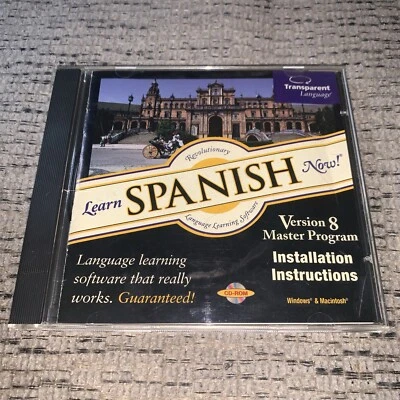 Transparent
Language®
Revolutionary
Learn SPANISH Now!®
Language Learning Software
Version 8
Master Program
Language learning
software that really
works. Guaranteed!
Installation
Instructions
CD-ROM
Windows® & Macintosh®